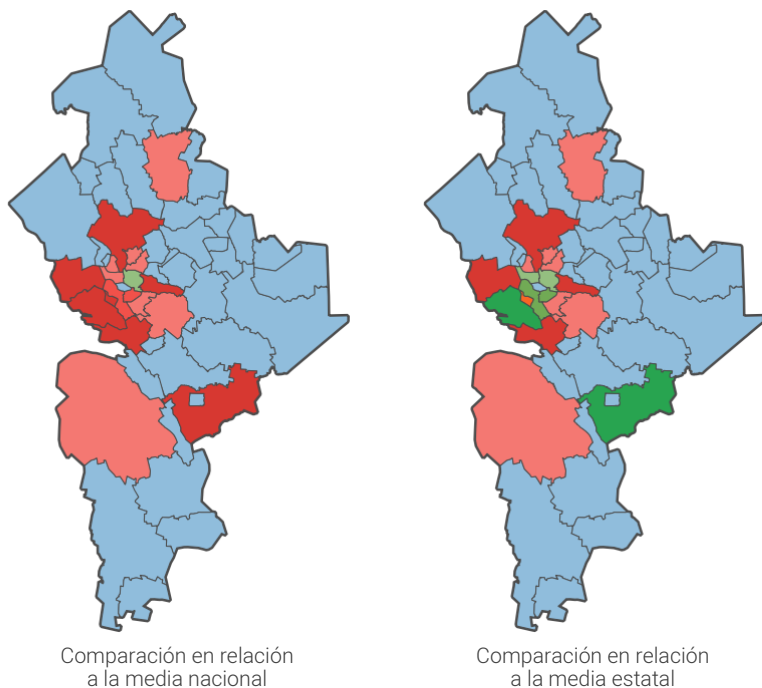 Comparación en relación
a la media nacional
Comparación en relación
a la media estatal